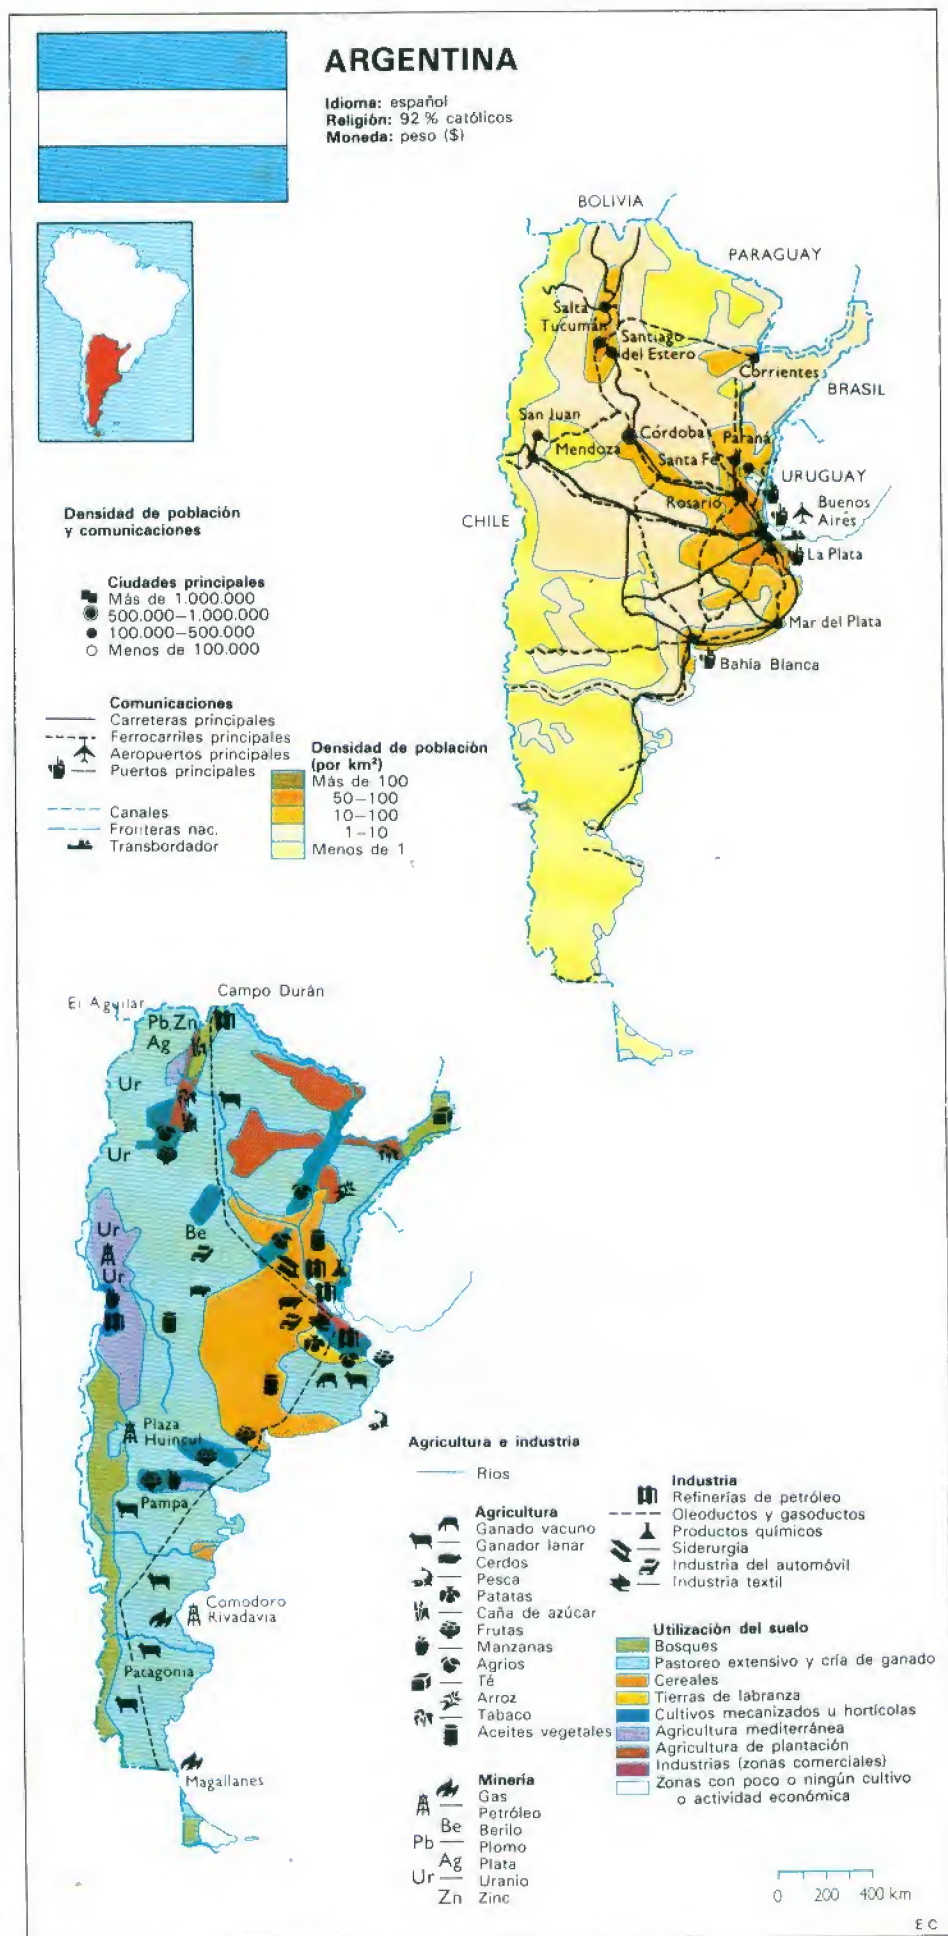 ARGENTINA
Idioma: español
Religión: 92 % católicos
Moneda: peso ($)
BOLIVIA
PARAGUAY
Salta
Tucumán
Santiago
del Estero
Corrientes
BRASIL
San Juan
Córdoba
Paraná
Mendoza
Santa Fe
URUGUAY
Rosario
Buenos
Aires
CHILE
La Plata
Mar del Plata
Bahía Blanca
Densidad de población
y comunicaciones
Ciudades principales
Más de 1.000.000
500.000–1.000.000
100.000–500.000
Menos de 100.000
Comunicaciones
Carreteras principales
Ferrocarriles principales
Aeropuertos principales
Puertos principales
Canales
Fronteras nac.
Transbordador
Densidad de población
(por km²)
Más de 100
50–100
10–100
1–10
Menos de 1
El Aguilar
Campo Durán
Pb, Zn
Ag
Ur
Ur
Be
Ur
Ur
Plaza
Huincul
Pampa
Comodoro
Rivadavia
Patagonia
Magallanes
Agricultura e industria
Rios
Agricultura
Ganado vacuno
Ganador lanar
Cerdos
Pesca
Patatas
Caña de azúcar
Frutas
Manzanas
Agrios
Té
Arroz
Tabaco
Aceites vegetales
Minería
Gas
Petróleo
Be Berilo
Pb Plomo
Ag Plata
Ur Uranio
Zn Zinc
Industria
Refinerías de petróleo
Oleoductos y gasoductos
Productos químicos
Siderurgia
Industria del automóvil
Industria textil
Utilización del suelo
Bosques
Pastoreo extensivo y cría de ganado
Cereales
Tierras de labranza
Cultivos mecanizados u hortícolas
Agricultura mediterránea
Agricultura de plantación
Industrias (zonas comerciales)
Zonas con poco o ningún cultivo
o actividad económica
0 200 400 km
E C